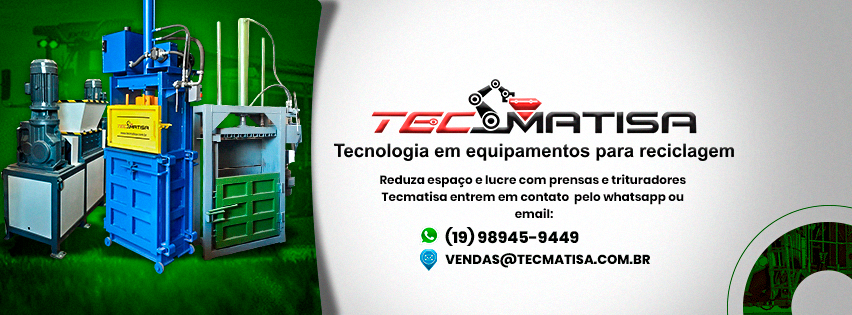 TECMATISA
TECMATISA
Tecnologia em equipamentos para reciclagem
Reduza espaço e lucre com prensas e trituradores
Tecmatisa entrem em contato pelo whatsapp ou
email:
(19) 98945-9449
VENDAS@TECMATISA.COM.BR